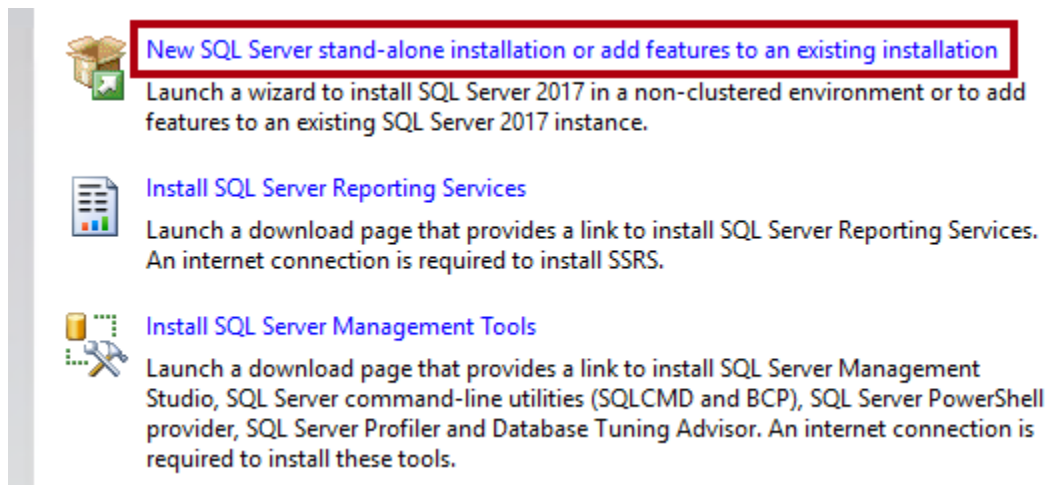 New SQL Server stand-alone installation or add features to an existing installation
Launch a wizard to install SQL Server 2017 in a non-clustered environment or to add
features to an existing SQL Server 2017 instance.
Install SQL Server Reporting Services
Launch a download page that provides a link to install SQL Server Reporting Services.
An internet connection is required to install SSRS.
Install SQL Server Management Tools
Launch a download page that provides a link to install SQL Server Management
Studio, SQL Server command-line utilities (SQLCMD and BCP), SQL Server PowerShell
provider, SQL Server Profiler and Database Tuning Advisor. An internet connection is
required to install these tools.